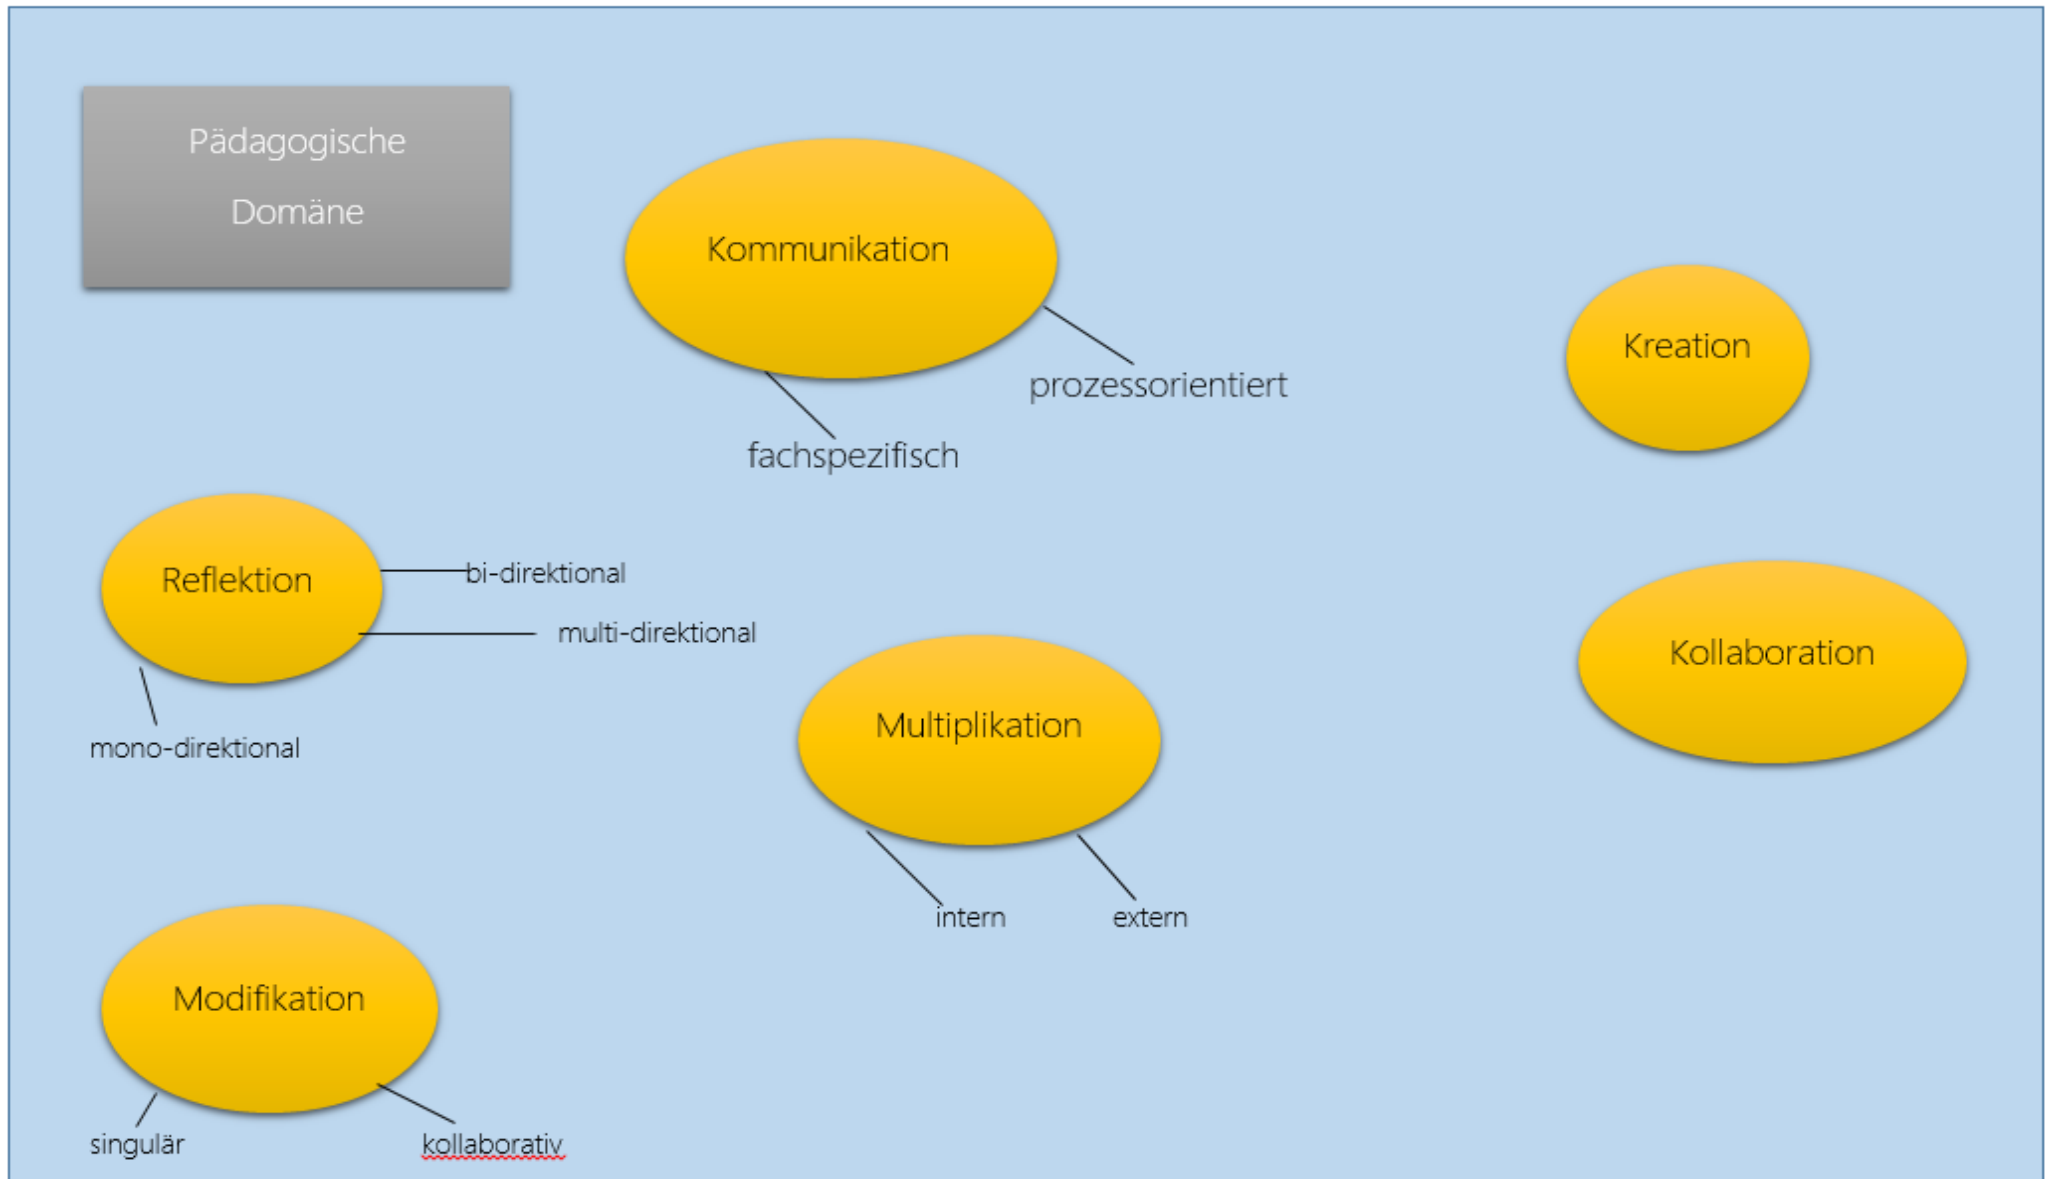 Pädagogische
Domäne
Kommunikation
prozessorientiert
fachspezifisch
Kreation
Reflektion
bi-direktional
multi-direktional
mono-direktional
Multiplikation
intern
extern
Kollaboration
Modifikation
singulär
kollaborativ